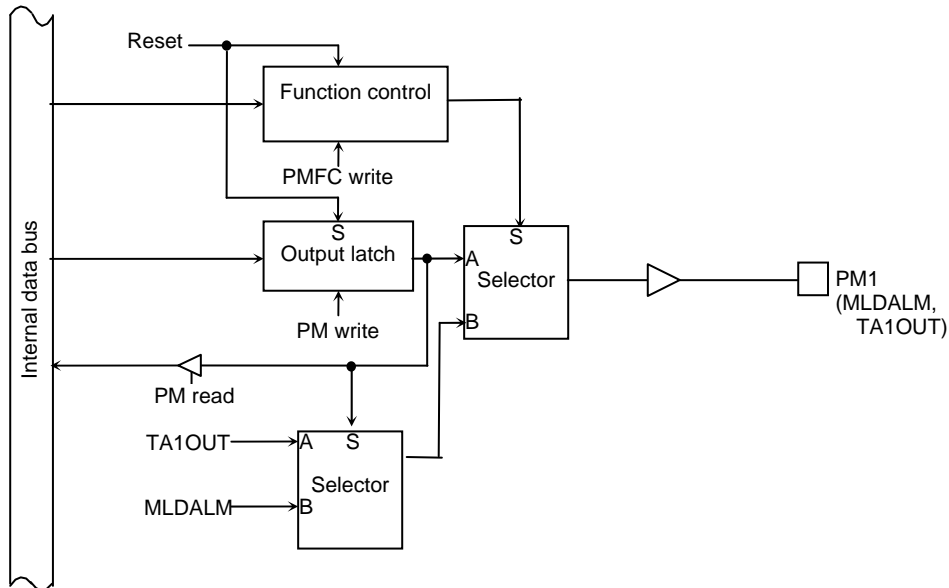 Reset
Function control
PMFC write
S
Output latch
S
A
Selector
B
PM1
(MLDALM,
TA1OUT)
PM write
Internal data bus
PM read
TA1OUT
A
S
Selector
MLDALM
B